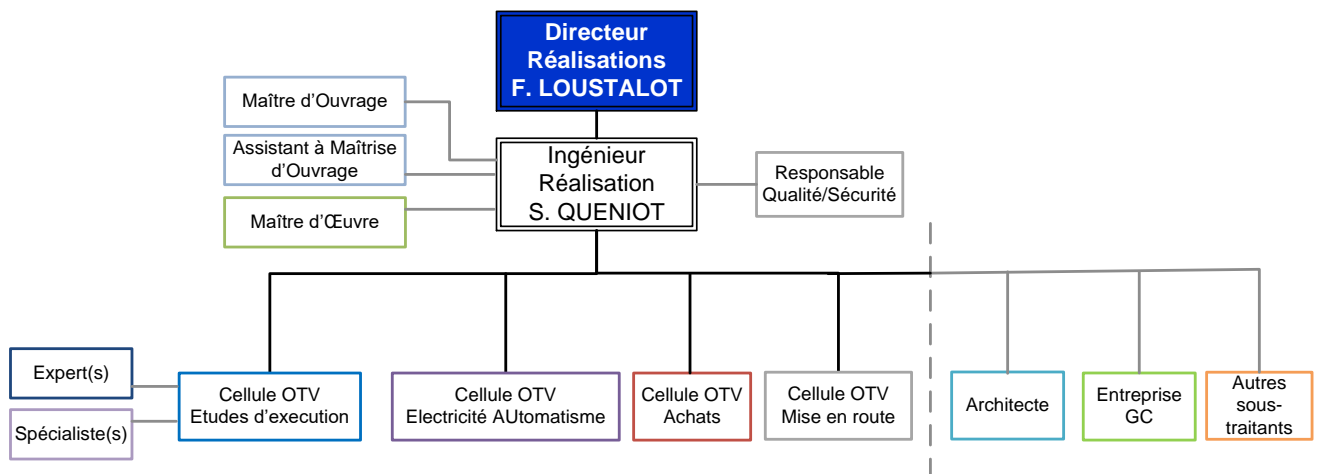 Directeur
Réalisations
F. LOUSTALOT
Maître d'Ouvrage
Assistant à Maîtrise
d'Ouvrage
Maître d'Œuvre
Ingénieur
Réalisation
S. QUENIOT
Responsable
Qualité/Sécurité
Expert(s)
Spécialiste(s)
Cellule OTV
Etudes d'execution
Cellule OTV
Electricité AUtomatisme
Cellule OTV
Achats
Cellule OTV
Mise en route
Architecte
Entreprise
GC
Autres
sous-
traitants